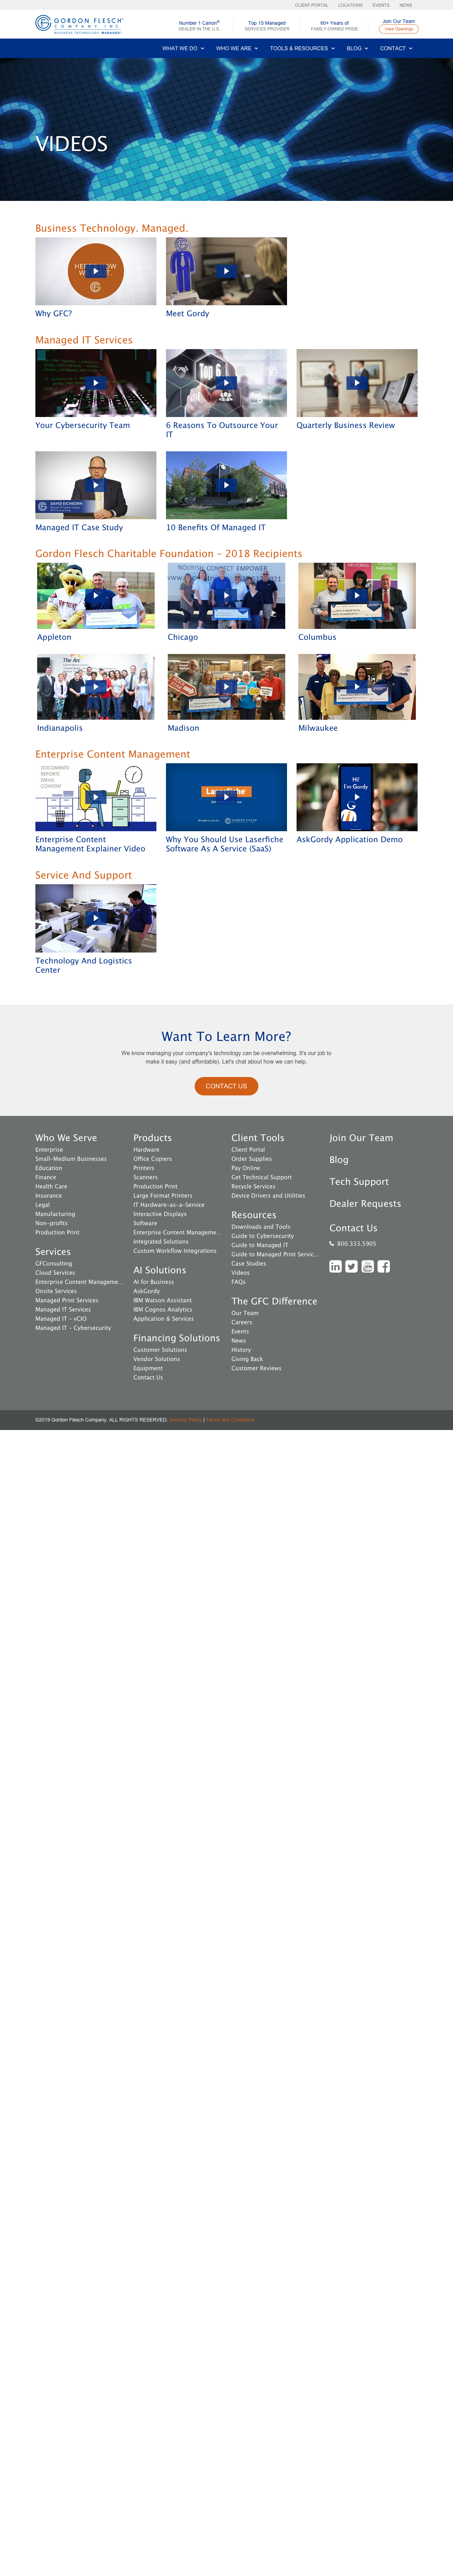 CLIENT PORTAL LOCATIONS EVENTS NEWS
GORDON FLESCH
COMPANY, INC.
BUSINESS TECHNOLOGY. MANAGED.
Number 1 Canon®
DEALER IN THE U.S.
Top 15 Managed
SERVICES PROVIDER
60+ Years of
FAMILY-OWNED PRIDE
Join Our Team
View Openings
WHAT WE DO WHO WE ARE TOOLS & RESOURCES BLOG CONTACT
VIDEOS
Business Technology. Managed.
Why GFC?
Meet Gordy
Managed IT Services
Your Cybersecurity Team
6 Reasons To Outsource Your
IT
Quarterly Business Review
Top 6
DAVID EICHKORN
Managed IT Case Study
10 Benefits Of Managed IT
Gordon Flesch Charitable Foundation – 2018 Recipients
NOURISH CONNECT EMPOWER
Appleton
Chicago
Columbus
The Arc
Indianapolis
Madison
Milwaukee
Enterprise Content Management
DOCUMENTS
REPORTS
EMAIL
CONTENT
Hi!
I'm Gordy
Enterprise Content
Management Explainer Video
Why You Should Use Laserfiche
Software As A Service (SaaS)
AskGordy Application Demo
Service And Support
Technology And Logistics
Center
Want To Learn More?
We know managing your company's technology can be overwhelming. It's our job to
make it easy (and affordable). Let's chat about how we can help.
CONTACT US
Who We Serve
Enterprise
Small-Medium Businesses
Education
Finance
Health Care
Insurance
Legal
Manufacturing
Non-profits
Production Print
Services
GFConsulting
Cloud Services
Enterprise Content Manageme...
Onsite Services
Managed Print Services
Managed IT Services
Managed IT - vCIO
Managed IT - Cybersecurity
Products
Hardware
Office Copiers
Printers
Scanners
Production Print
Large Format Printers
IT Hardware-as-a-Service
Interactive Displays
Software
Enterprise Content Manageme...
Integrated Solutions
Custom Workflow Integrations
AI Solutions
AI for Business
AskGordy
IBM Watson Assistant
IBM Cognos Analytics
Application & Services
Financing Solutions
Customer Solutions
Vendor Solutions
Equipment
Contact Us
Client Tools
Client Portal
Order Supplies
Pay Online
Get Technical Support
Recycle Services
Device Drivers and Utilities
Resources
Downloads and Tools
Guide to Cybersecurity
Guide to Managed IT
Guide to Managed Print Servic...
Case Studies
Videos
FAQs
The GFC Difference
Our Team
Careers
Events
News
History
Giving Back
Customer Reviews
Join Our Team
Blog
Tech Support
Dealer Requests
Contact Us
800.333.5905
©2019 Gordon Flesch Company. ALL RIGHTS RESERVED. Security Policy | Terms and Conditions